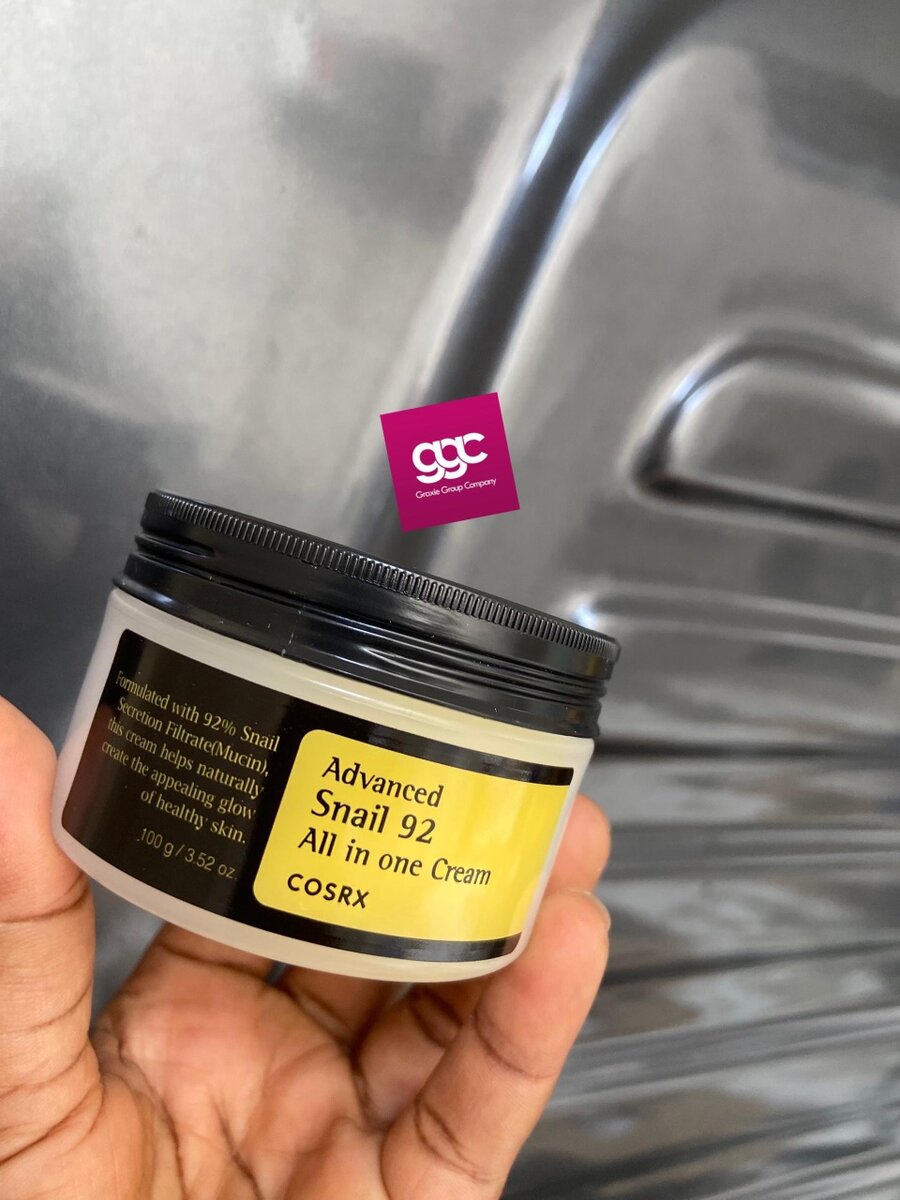 ggc
Graxie Group Company
Formulated with 92% Snail
Secretion Filtrate(Mucin),
this cream helps naturally
create the appealing glow
of healthy skin.
100 g / 3.52 oz.
Advanced
Snail 92
All in one Cream
COSRX